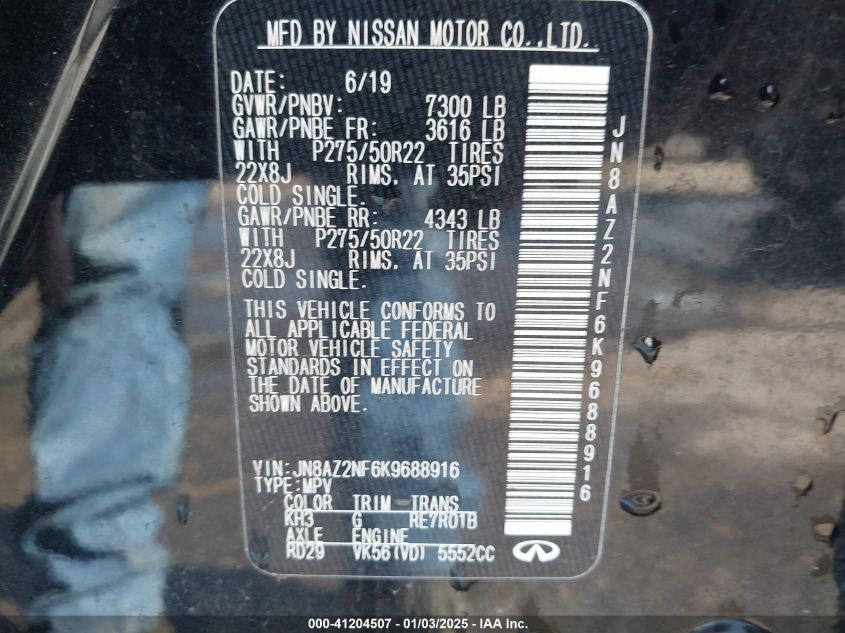 MFD BY NISSAN MOTOR CO.,LTD.
DATE: 6/19
GVWR/PNBV: 7300 LB
GAWR/PNBE FR: 3616 LB
WITH P275/50R22 TIRES
22X8J RIMS. AT 35PSI
COLD SINGLE.
GAWR/PNBE RR: 4343 LB
WITH P275/50R22 TIRES
22X8J RIMS. AT 35PSI
COLD SINGLE.
THIS VEHICLE CONFORMS TO
ALL APPLICABLE FEDERAL
MOTOR VEHICLE SAFETY
STANDARDS IN EFFECT ON
THE DATE OF MANUFACTURE
SHOWN ABOVE.
VIN:JN8AZ2NF6K9688916
TYPE:MPV
COLOR TRIM TRANS
KH3 G RE7R01B
AXLE ENGINE
RD29 VK56(VD) 5552CC
JN8AZ2NF6K9688916
000-41204507 - 01/03/2025 - IAA Inc.